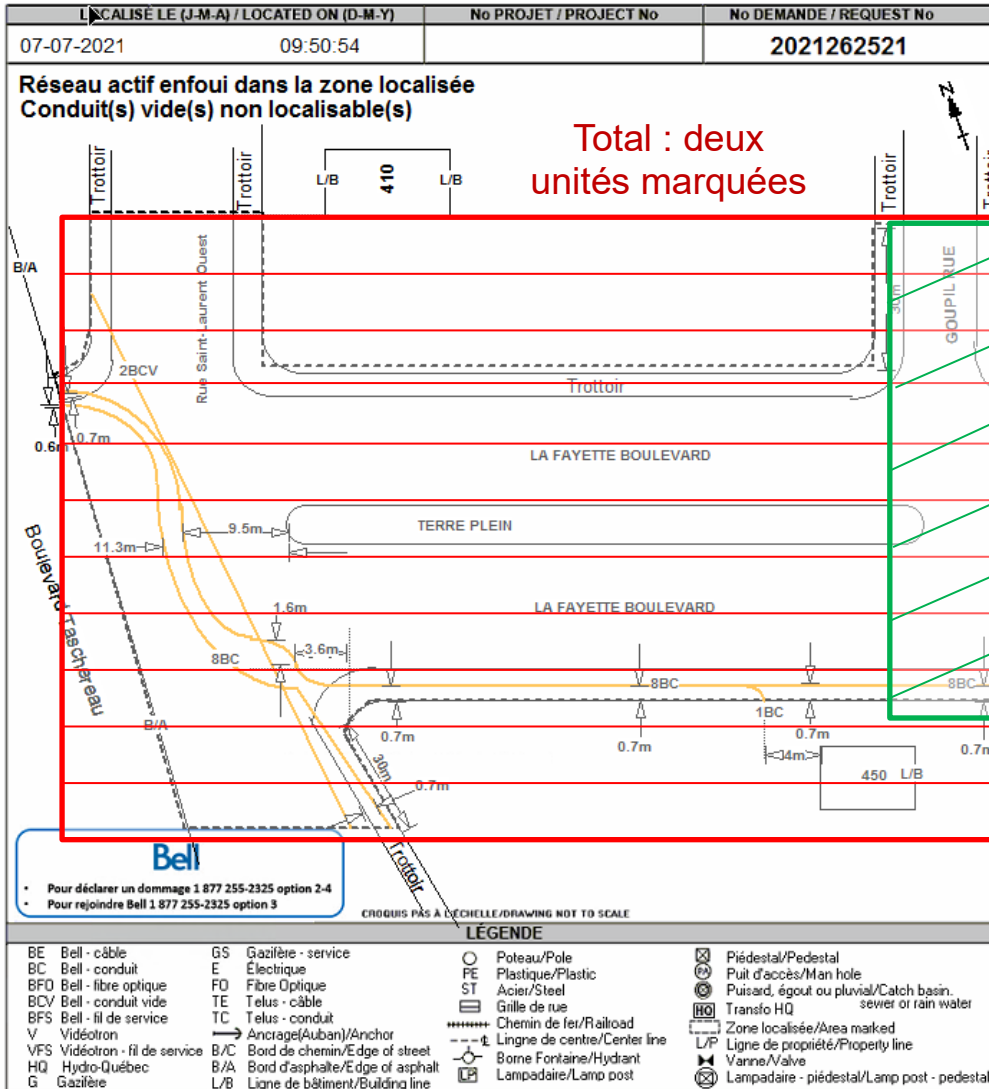 LOCALISÉ LE (J-M-A) / LOCATED ON (D-M-Y) No PROJET / PROJECT No No DEMANDE / REQUEST No
07-07-2021 09:50:54 2021262521
Réseau actif enfoui dans la zone localisée
Conduit(s) vide(s) non localisable(s)
Total : deux
unités marquées
N
Trottoir
Trottoir
L/B 410 L/B
Trottoir
Trottoir
B/A
Rue Saint-Laurent Ouest
30m
GOUPIL RUE
2BCV
Trottoir
0.6m
0.7m
LA FAYETTE BOULEVARD
TERRE PLEIN
9.5m
11.3m
Boulevard Taschereau
1.6m
LA FAYETTE BOULEVARD
3.6m
8BC
8BC
8BC
1BC
B/A
0.7m
0.7m
0.7m
0.7m
4m
30m
0.7m
450 L/B
Trottoir
Bell
• Pour déclarer un dommage 1 877 255-2325 option 2-4
• Pour rejoindre Bell 1 877 255-2325 option 3
CROQUIS PAS À L'ÉCHELLE/DRAWING NOT TO SCALE
LÉGENDE
BE Bell - câble
BC Bell - conduit
BFO Bell - fibre optique
BCV Bell - conduit vide
BFS Bell - fil de service
V Vidéotron
VFS Vidéotron - fil de service
HQ Hydro-Québec
G Gazifère
GS Gazifère - service
E Électrique
FO Fibre Optique
TE Telus - câble
TC Telus - conduit
Ancrage(Auban)/Anchor
B/C Bord de chemin/Edge of street
B/A Bord d'asphalte/Edge of asphalt
L/B Ligne de bâtiment/Building line
Poteau/Pole
PE Plastique/Plastic
ST Acier/Steel
Grille de rue
Chemin de fer/Railroad
Lingne de centre/Center line
Borne Fontaine/Hydrant
LP Lampadaire/Lamp post
Piédestal/Pedestal
PA Puit d'accès/Man hole
Puisard, égout ou pluvial/Catch basin.
sewer or rain water
HQ Transfo HQ
Zone localisée/Area marked
L/P Ligne de propriété/Property line
Vanne/Valve
Lampadaire - piédestal/Lamp post - pedestal